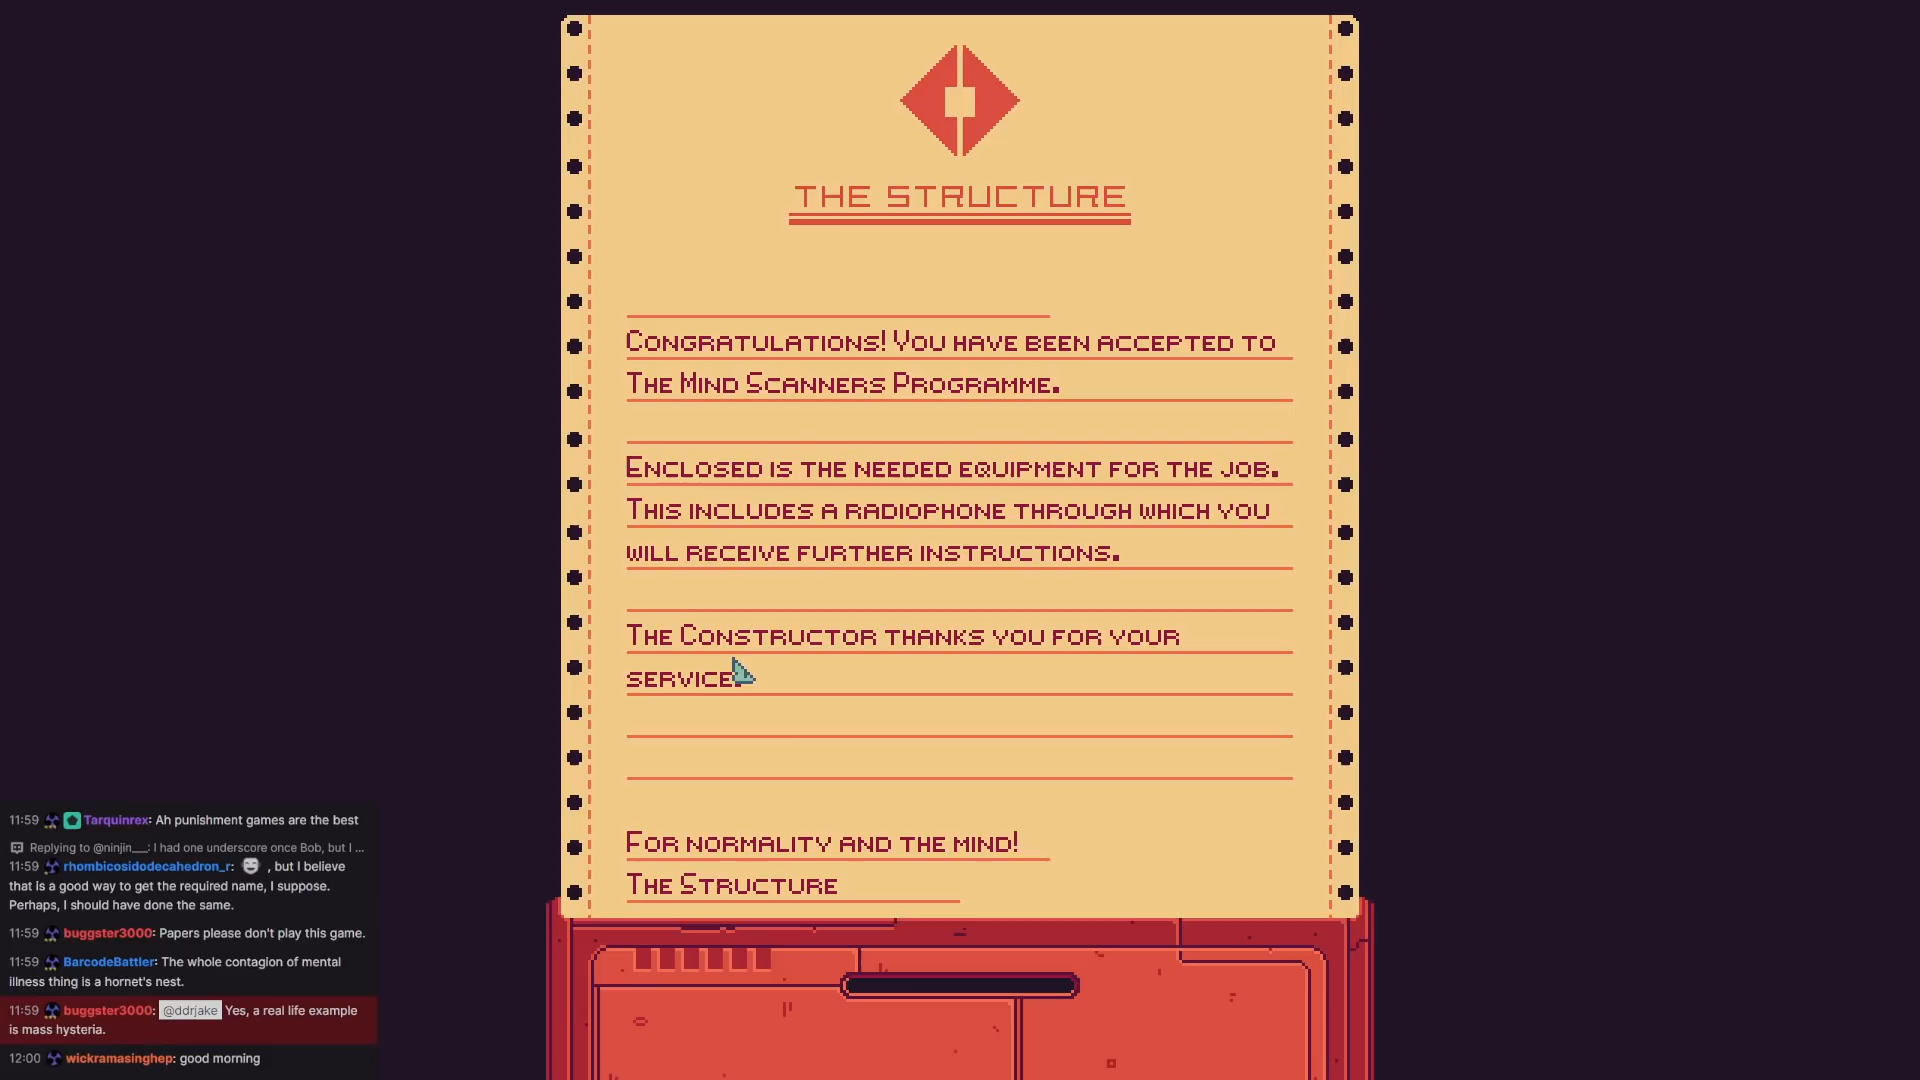 THE STRUCTURE
Congratulations! You have been accepted to
The Mind Scanners Programme.
Enclosed is the needed equipment for the job.
This includes a radiophone through which you
will receive further instructions.
The Constructor thanks you for your
service.
For normality and the mind!
The Structure
11:59 Tarquinrex: Ah punishment games are the best
Replying to @ninjin___: I had one underscore once Bob, but I ...
11:59 rhombicosidodecahedron_r: , but I believe
that is a good way to get the required name, I suppose.
Perhaps, I should have done the same.
11:59 buggster3000: Papers please don't play this game.
11:59 BarcodeBattler: The whole contagion of mental
illness thing is a hornet's nest.
11:59 buggster3000: @ddrjake Yes, a real life example
is mass hysteria.
12:00 wickramasinghep: good morning